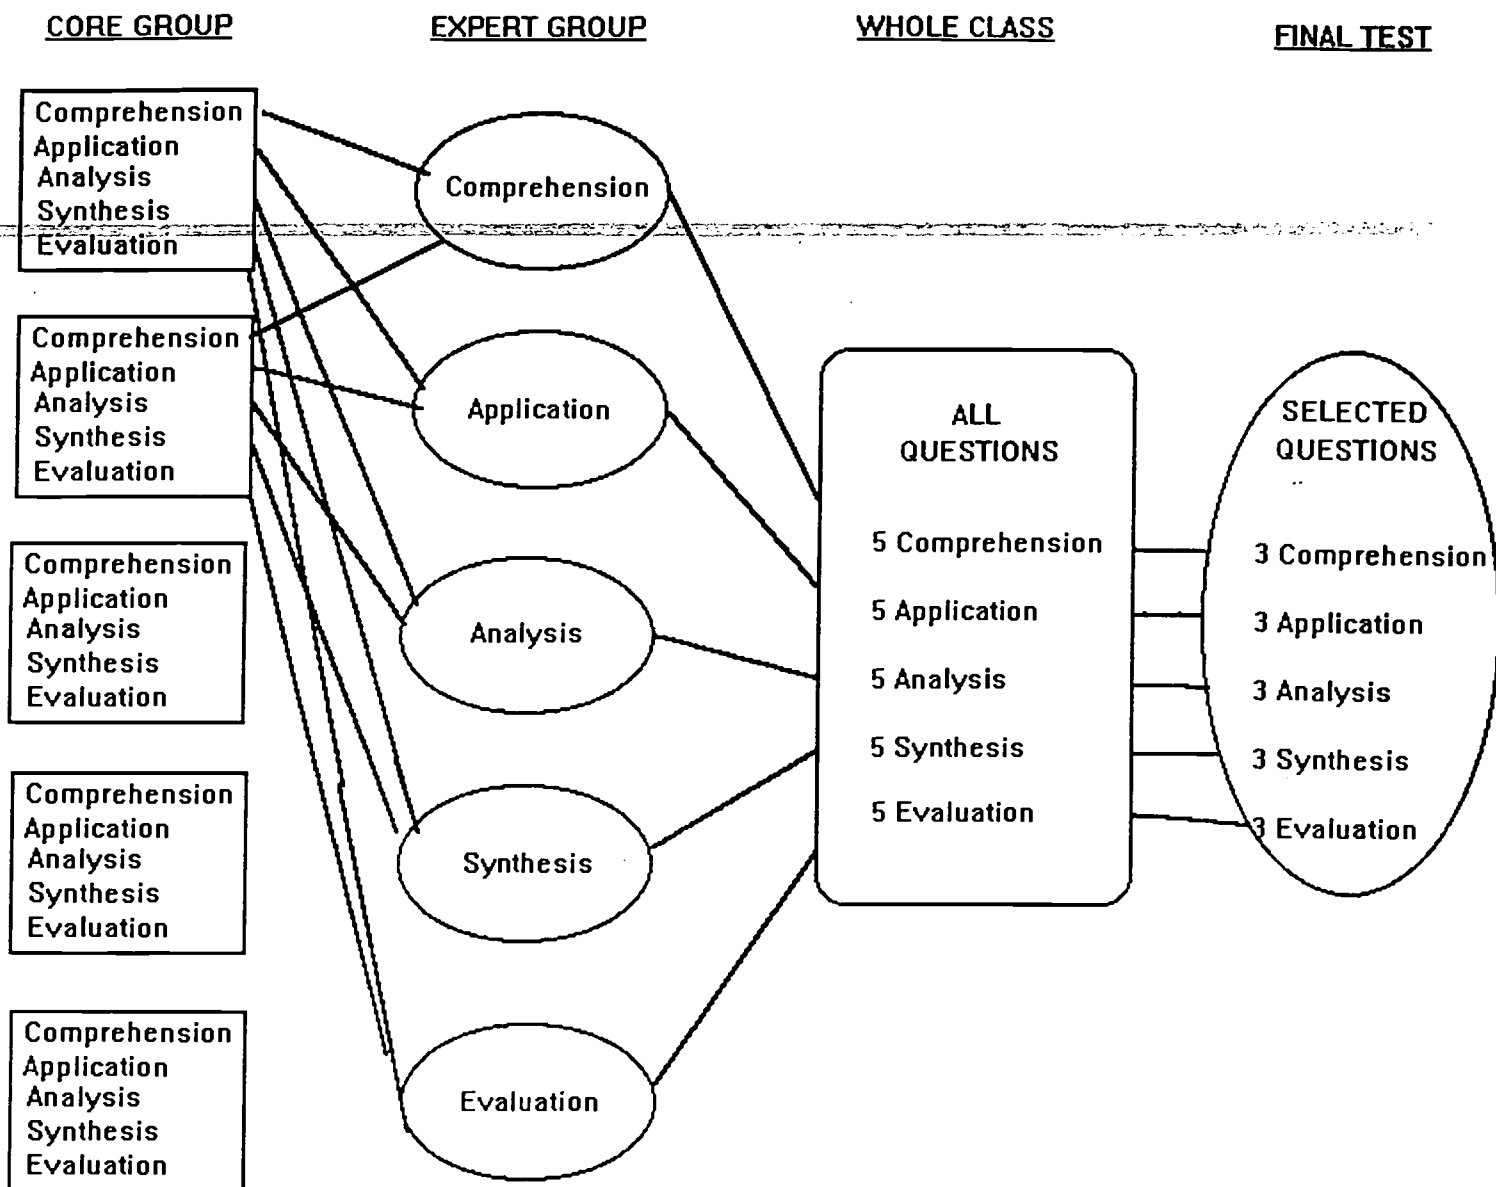 CORE GROUP
EXPERT GROUP
WHOLE CLASS
FINAL TEST
Comprehension
Application
Analysis
Synthesis
Evaluation
Comprehension
Application
Analysis
Synthesis
Evaluation
Comprehension
Application
Analysis
Synthesis
Evaluation
Comprehension
Application
Analysis
Synthesis
Evaluation
Comprehension
Application
Analysis
Synthesis
Evaluation
Comprehension
Application
Analysis
Synthesis
Evaluation
ALL
QUESTIONS
5 Comprehension
5 Application
5 Analysis
5 Synthesis
5 Evaluation
SELECTED
QUESTIONS
3 Comprehension
3 Application
3 Analysis
3 Synthesis
3 Evaluation